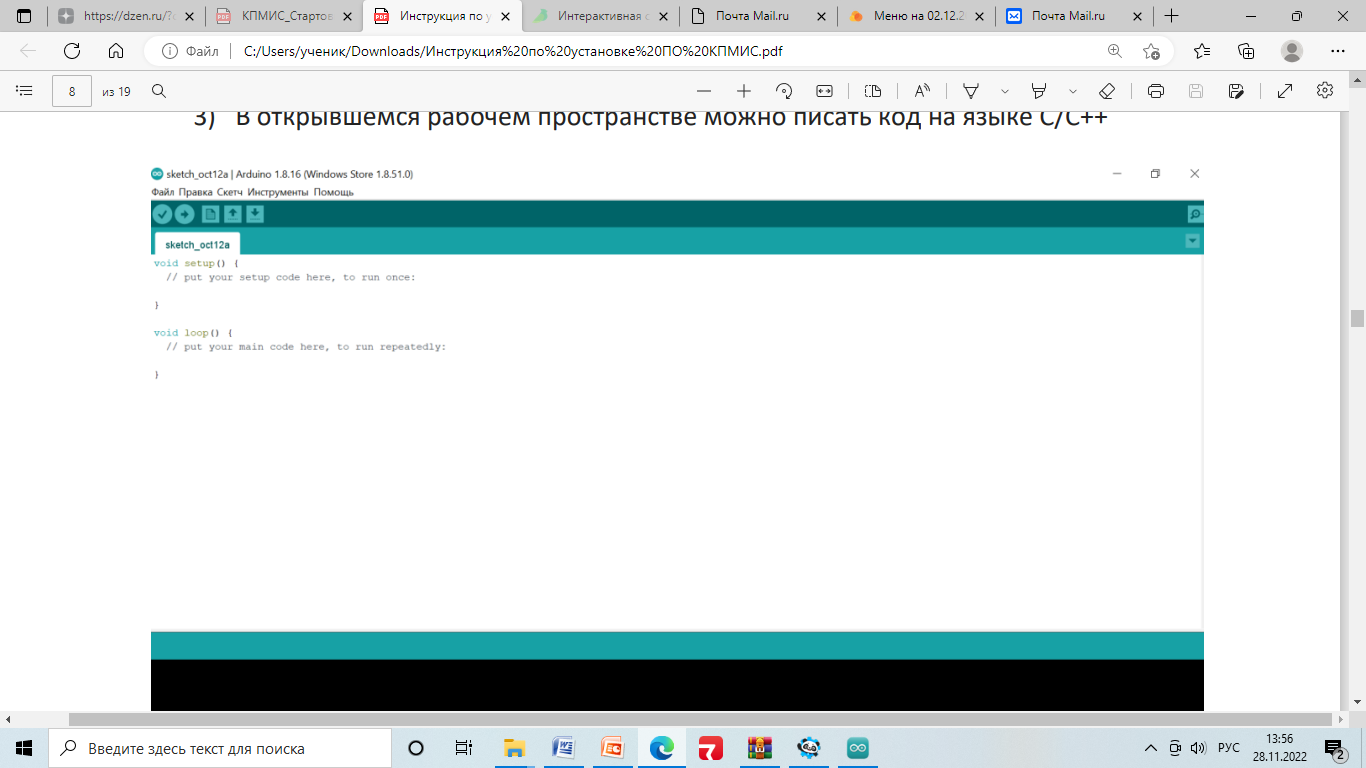 https://dzen.ru/?
КПМИС_Стартов
Инструкция по у
Интерактивная с
Почта Mail.ru
Меню на 02.12.2
Почта Mail.ru
Файл
C:/Users/ученик/Downloads/Инструкция%20по%20установке%20ПО%20КПМИС.pdf
8 из 19
3) В открывшемся рабочем пространстве можно писать код на языке C/C++
sketch_oct12a | Arduino 1.8.16 (Windows Store 1.8.51.0)
Файл Правка Скетч Инструменты Помощь
sketch_oct12a
void setup() {
// put your setup code here, to run once:
}
void loop() {
// put your main code here, to run repeatedly:
}
Введите здесь текст для поиска
РУС
13:56
28.11.2022
2